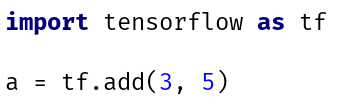 import tensorflow as tf
a = tf.add(3, 5)